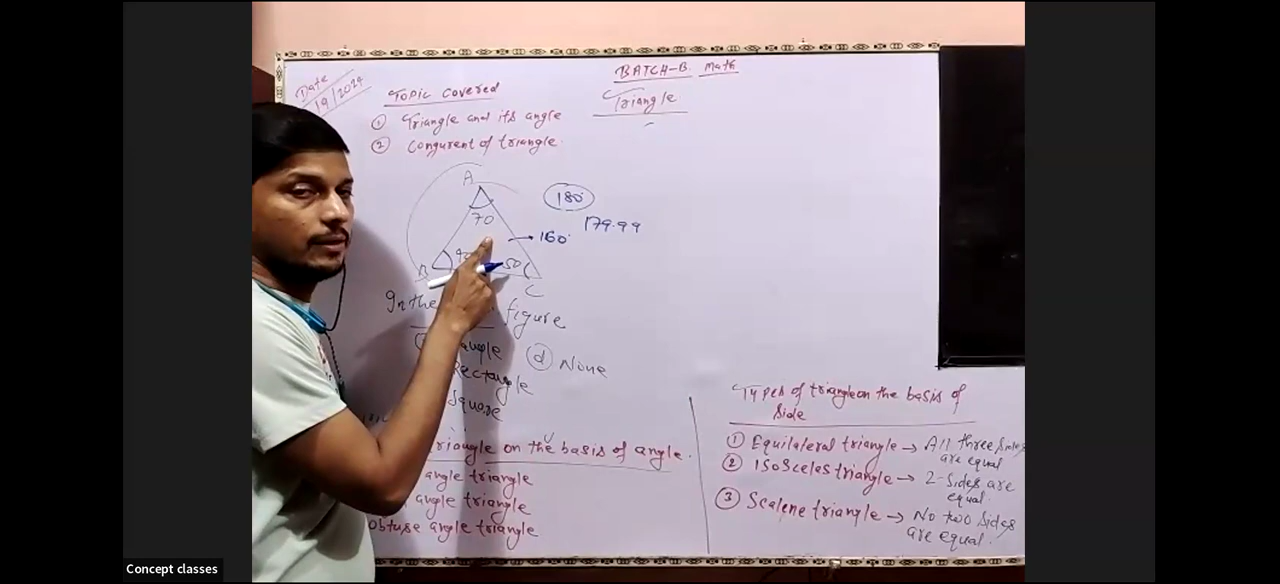 Date
19/2024
BATCH-B. Math
Triangle
Topic covered
① Triangle and its angle
② Congurent of triangle.
A
70
B
50
C
180°
179.99
160°
In the figure
angle
ⓓ None
Rectangle
Square
riangle on the basis of angle.
angle triangle
angle triangle
obtuse angle triangle
Types of triangle on the basis of
side
① Equilateral triangle → All three sides
are equal
② Isosceles triangle → 2-sides are
equal.
③ Scalene triangle → No two sides
are equal.
Concept classes